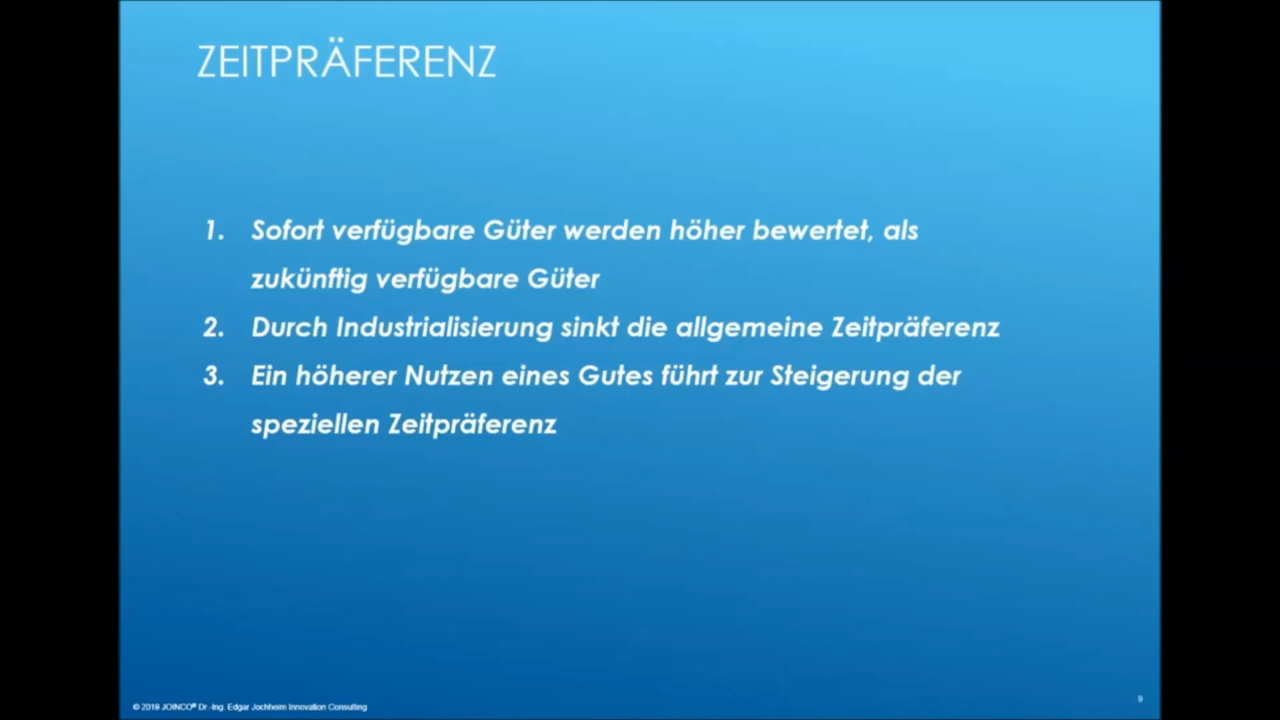 ZEITPRÄFERENZ
1. Sofort verfügbare Güter werden höher bewertet, als
zukünftig verfügbare Güter
2. Durch Industrialisierung sinkt die allgemeine Zeitpräferenz
3. Ein höherer Nutzen eines Gutes führt zur Steigerung der
speziellen Zeitpräferenz
© 2018 JOINCO® Dr.-Ing. Edgar Jochheim Innovation Consulting
9